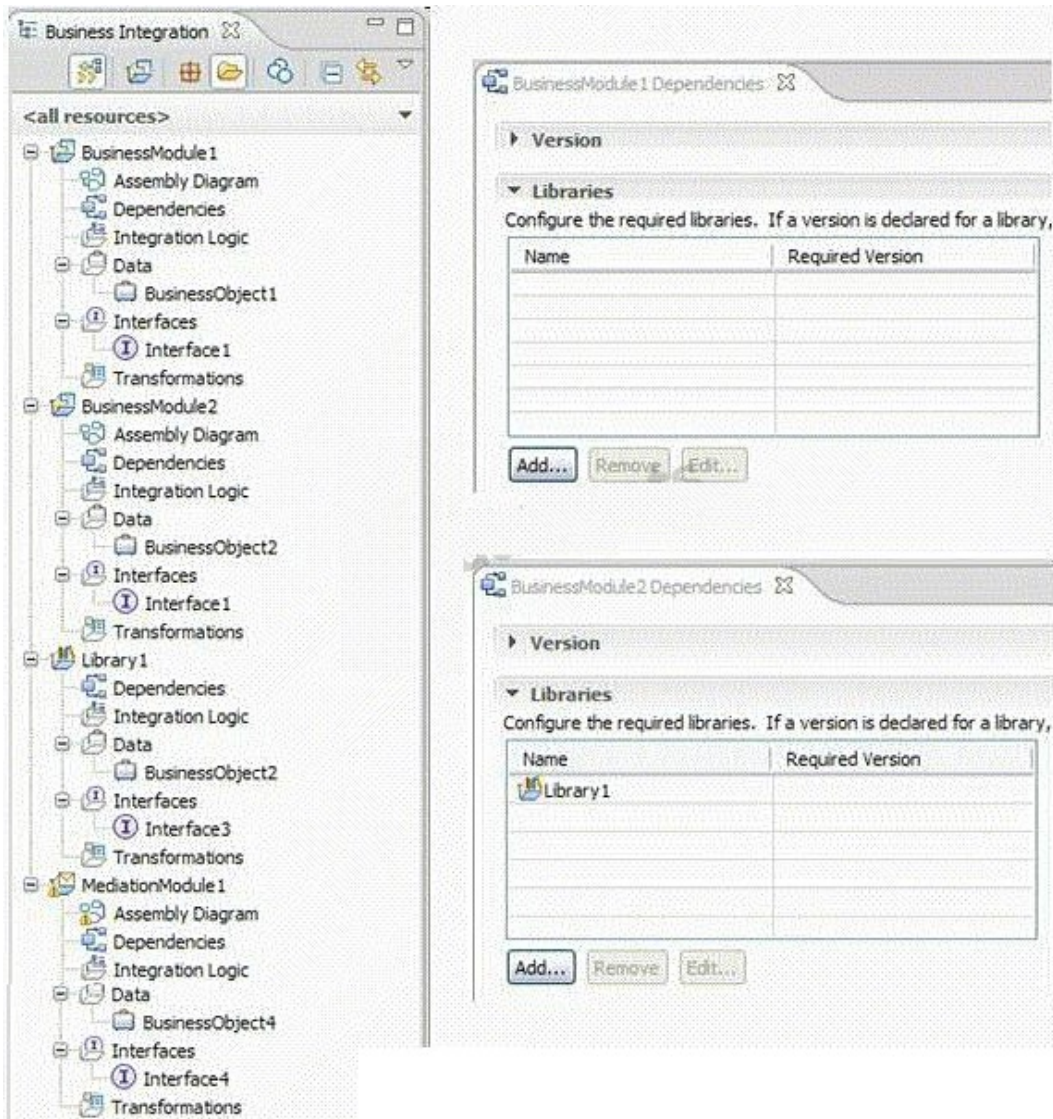 Business Integration
<all resources>
BusinessModule1
Assembly Diagram
Dependencies
Integration Logic
Data
BusinessObject1
Interfaces
Interface1
Transformations
BusinessModule2
Assembly Diagram
Dependencies
Integration Logic
Data
BusinessObject2
Interfaces
Interface1
Transformations
Library1
Dependencies
Integration Logic
Data
BusinessObject2
Interfaces
Interface3
Transformations
MediationModule1
Assembly Diagram
Dependencies
Integration Logic
Data
BusinessObject4
Interfaces
Interface4
Transformations
BusinessModule1 Dependencies
Version
Libraries
Configure the required libraries. If a version is declared for a library,
Name Required Version
Add... Remove Edit...
BusinessModule2 Dependencies
Version
Libraries
Configure the required libraries. If a version is declared for a library,
Name Required Version
Library1
Add... Remove Edit...